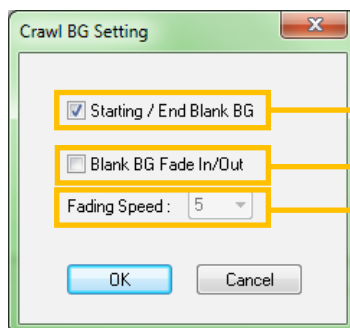 Crawl BG Setting
Starting / End Blank BG
Blank BG Fade In/Out
Fading Speed : 5
OK Cancel